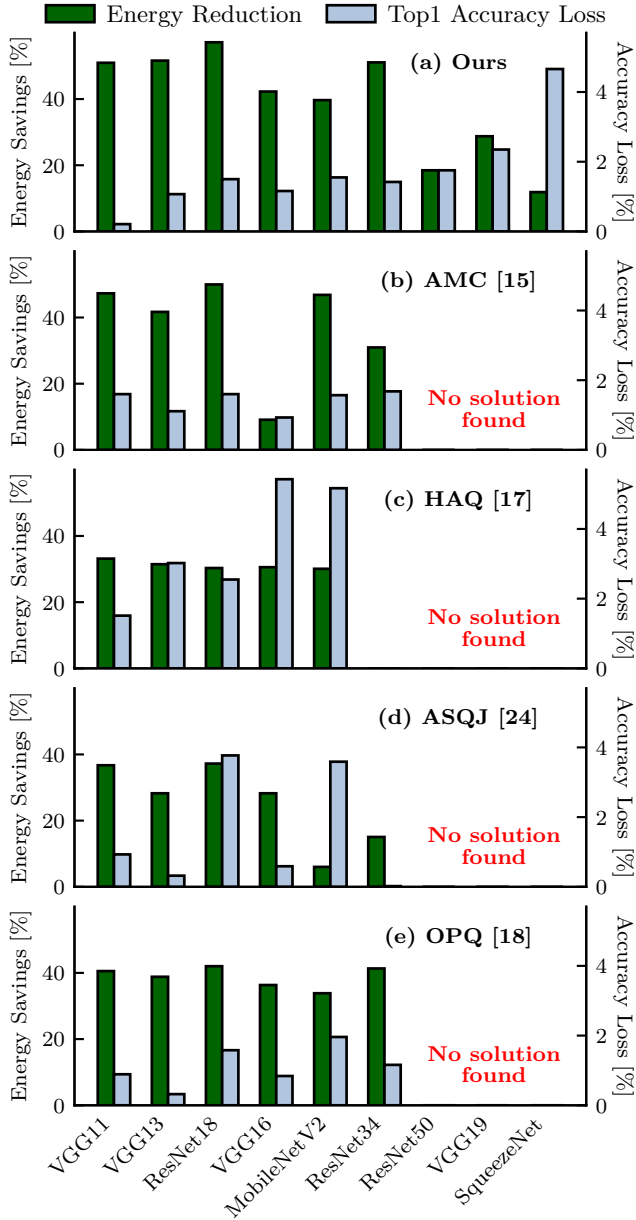 Energy Reduction Top1 Accuracy Loss
(a) Ours
Energy Savings [%]
0
20
40
Accuracy Loss [%]
0
2
4
(b) AMC [15]
Energy Savings [%]
0
20
40
Accuracy Loss [%]
0
2
4
No solution
found
(c) HAQ [17]
Energy Savings [%]
0
20
40
Accuracy Loss [%]
0
2
4
No solution
found
(d) ASQJ [24]
Energy Savings [%]
0
20
40
Accuracy Loss [%]
0
2
4
No solution
found
(e) OPQ [18]
Energy Savings [%]
0
20
40
Accuracy Loss [%]
0
2
4
No solution
found
VGG11
VGG13
ResNet18
VGG16
MobileNetV2
ResNet34
ResNet50
VGG19
SqueezeNet